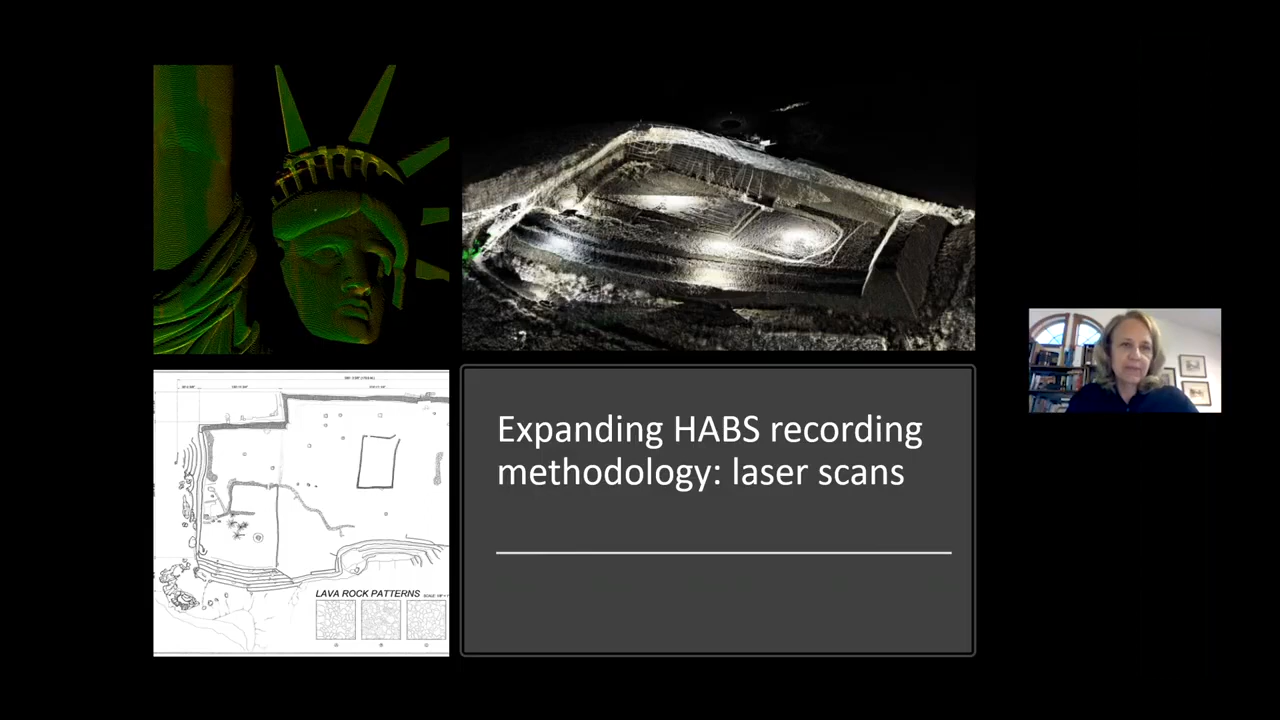 Expanding HABS recording
methodology: laser scans
LAVA ROCK PATTERNS